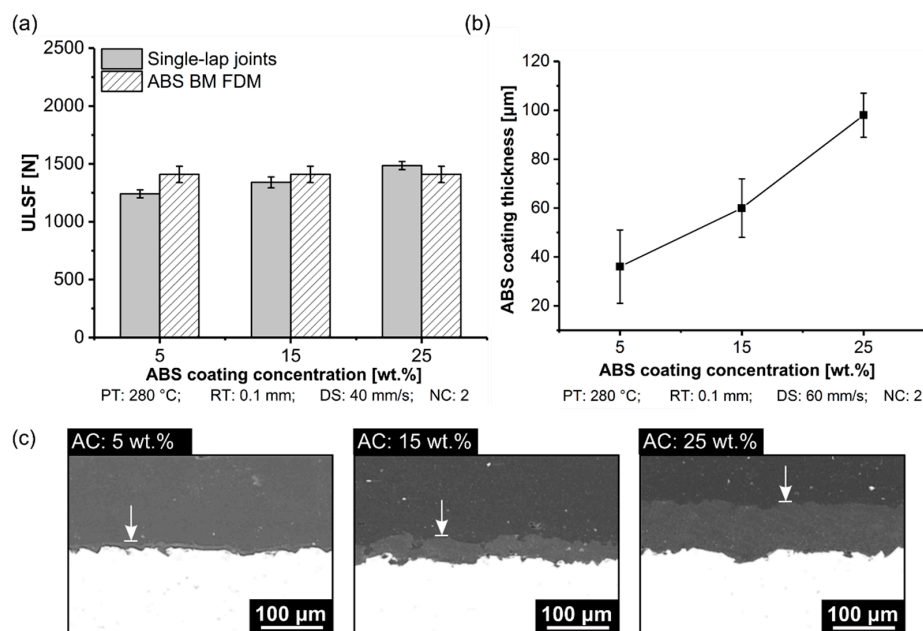 (a)
Single-lap joints
ABS BM FDM
2500
2000
1500
1000
500
0
ULSF [N]
5 15 25
ABS coating concentration [wt.%]
PT: 280 °C; RT: 0.1 mm; DS: 40 mm/s; NC: 2
(b)
120
100
80
60
40
20
ABS coating thickness [µm]
5 15 25
ABS coating concentration [wt.%]
PT: 280 °C; RT: 0.1 mm; DS: 60 mm/s; NC: 2
(c)
AC: 5 wt.%
100 µm
AC: 15 wt.%
100 µm
AC: 25 wt.%
100 µm